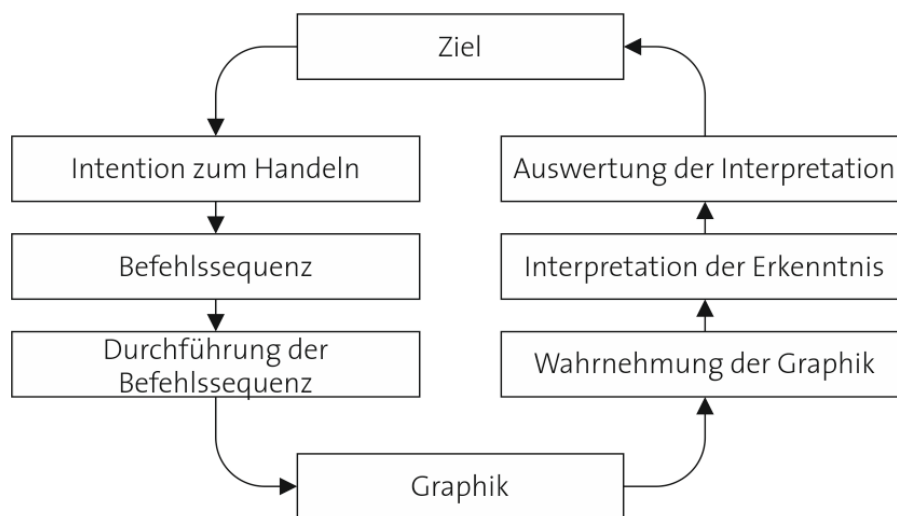 Ziel
Intention zum Handeln
Befehlssequenz
Durchführung der
Befehlssequenz
Graphik
Wahrnehmung der Graphik
Interpretation der Erkenntnis
Auswertung der Interpretation